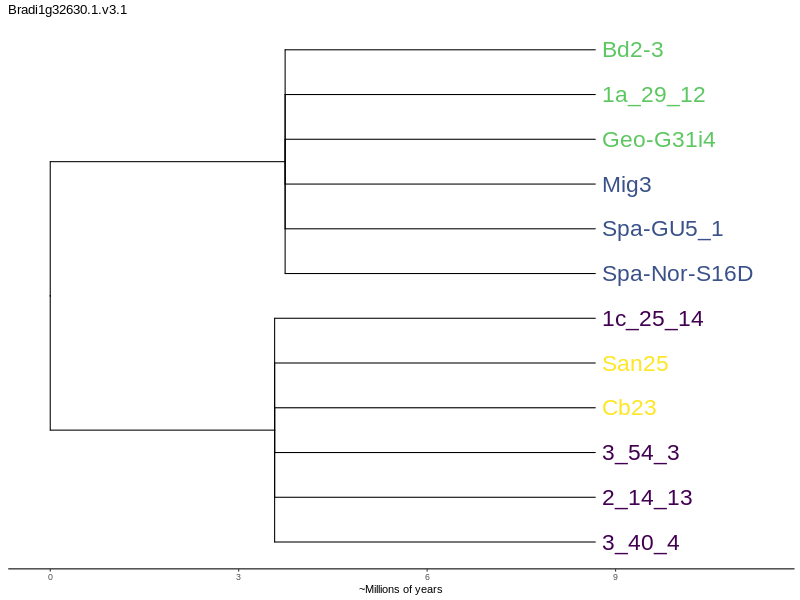 Bradi1g32630.1.v3.1
Bd2-3
1a_29_12
Geo-G31i4
Mig3
Spa-GU5_1
Spa-Nor-S16D
1c_25_14
San25
Cb23
3_54_3
2_14_13
3_40_4
0 3 6 9
~Millions of years